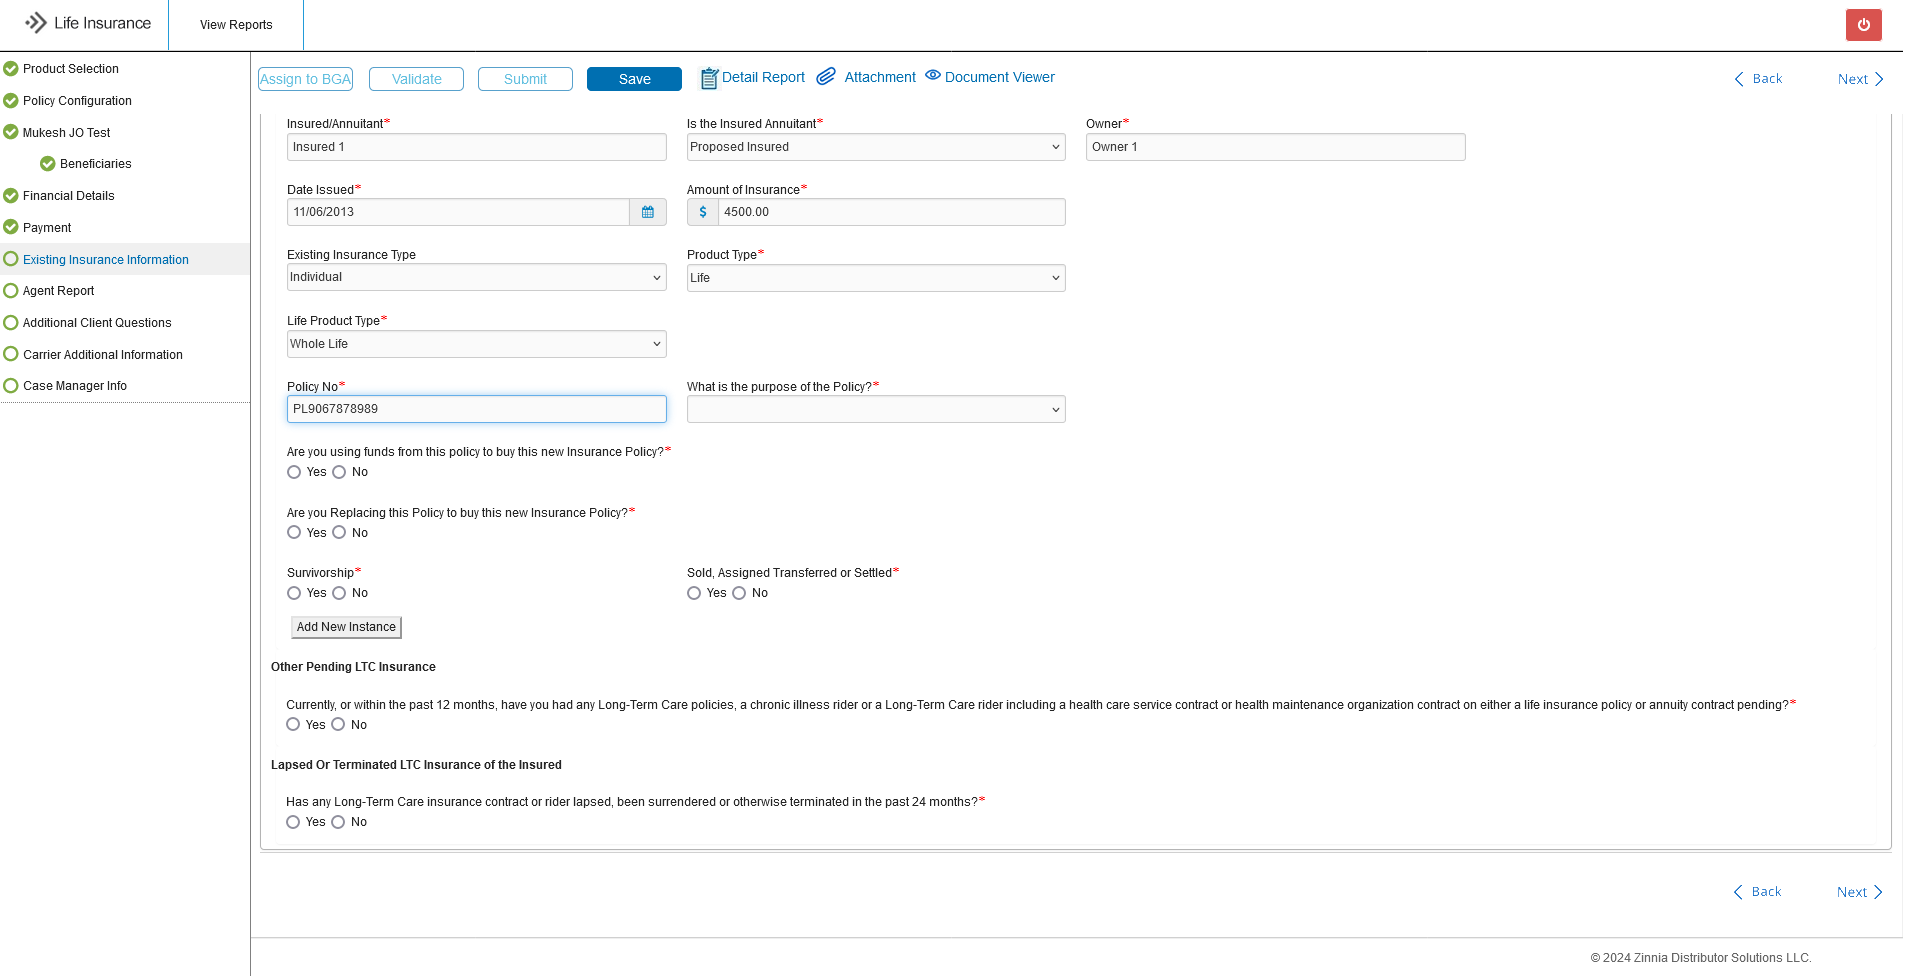 Life Insurance
View Reports
Product Selection
Policy Configuration
Mukesh JO Test
Beneficiaries
Financial Details
Payment
Existing Insurance Information
Agent Report
Additional Client Questions
Carrier Additional Information
Case Manager Info
Assign to BGA Validate Submit Save Detail Report Attachment Document Viewer Back Next
Insured/Annuitant* Is the Insured Annuitant* Owner*
Insured 1 Proposed Insured Owner 1
Date Issued* Amount of Insurance*
11/06/2013 $ 4500.00
Existing Insurance Type Product Type*
Individual Life
Life Product Type*
Whole Life
Policy No* What is the purpose of the Policy?*
PL9067878989
Are you using funds from this policy to buy this new Insurance Policy?*
Yes No
Are you Replacing this Policy to buy this new Insurance Policy?*
Yes No
Survivorship* Sold, Assigned Transferred or Settled*
Yes No Yes No
Add New Instance
Other Pending LTC Insurance
Currently, or within the past 12 months, have you had any Long-Term Care policies, a chronic illness rider or a Long-Term Care rider including a health care service contract or health maintenance organization contract on either a life insurance policy or annuity contract pending?*
Yes No
Lapsed Or Terminated LTC Insurance of the Insured
Has any Long-Term Care insurance contract or rider lapsed, been surrendered or otherwise terminated in the past 24 months?*
Yes No
Back Next
© 2024 Zinnia Distributor Solutions LLC.